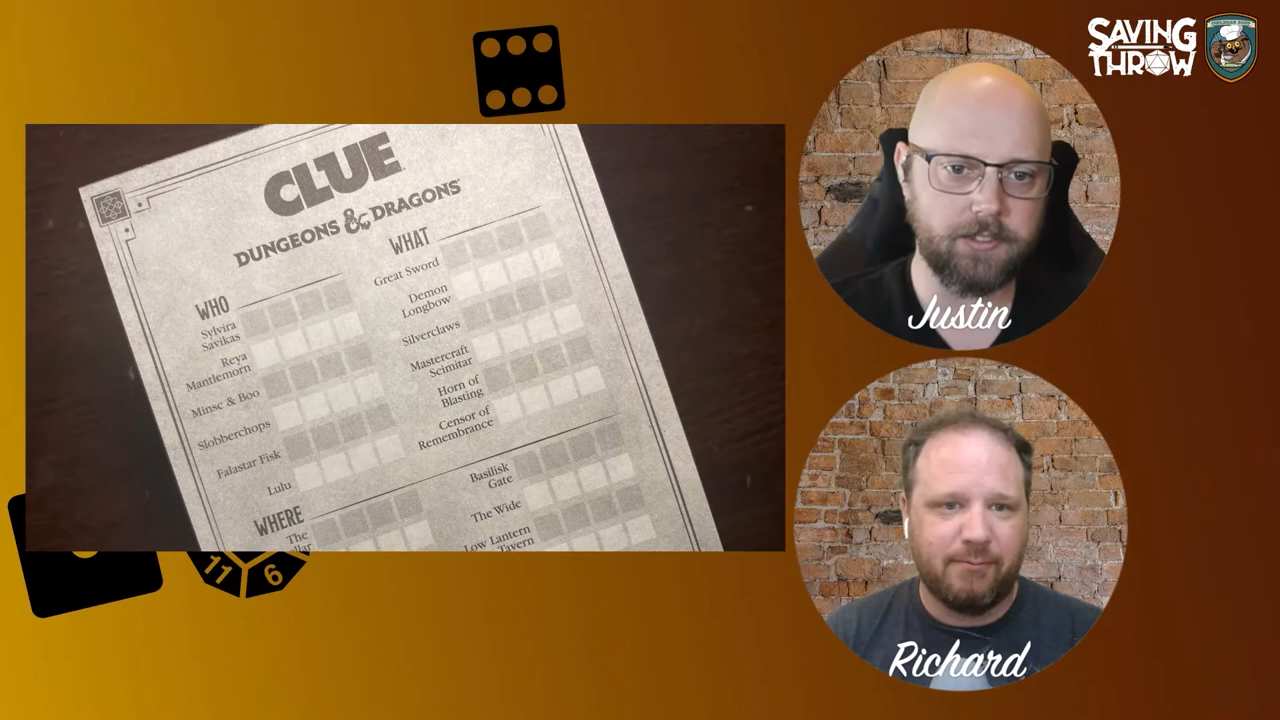 SAVING
THROW
CLUE
DUNGEONS & DRAGONS
WHO
Sylvira
Savikas
Reya
Mantlemorn
Minsc & Boo
Slobberchops
Falastar Fisk
Lulu
WHAT
Great Sword
Demon
Longbow
Silverclaws
Mastercraft
Scimitar
Horn of
Blasting
Censor of
Remembrance
WHERE
The
Basilisk
Gate
The Wide
Low Lantern
Tavern
11 6
Justin
Richard